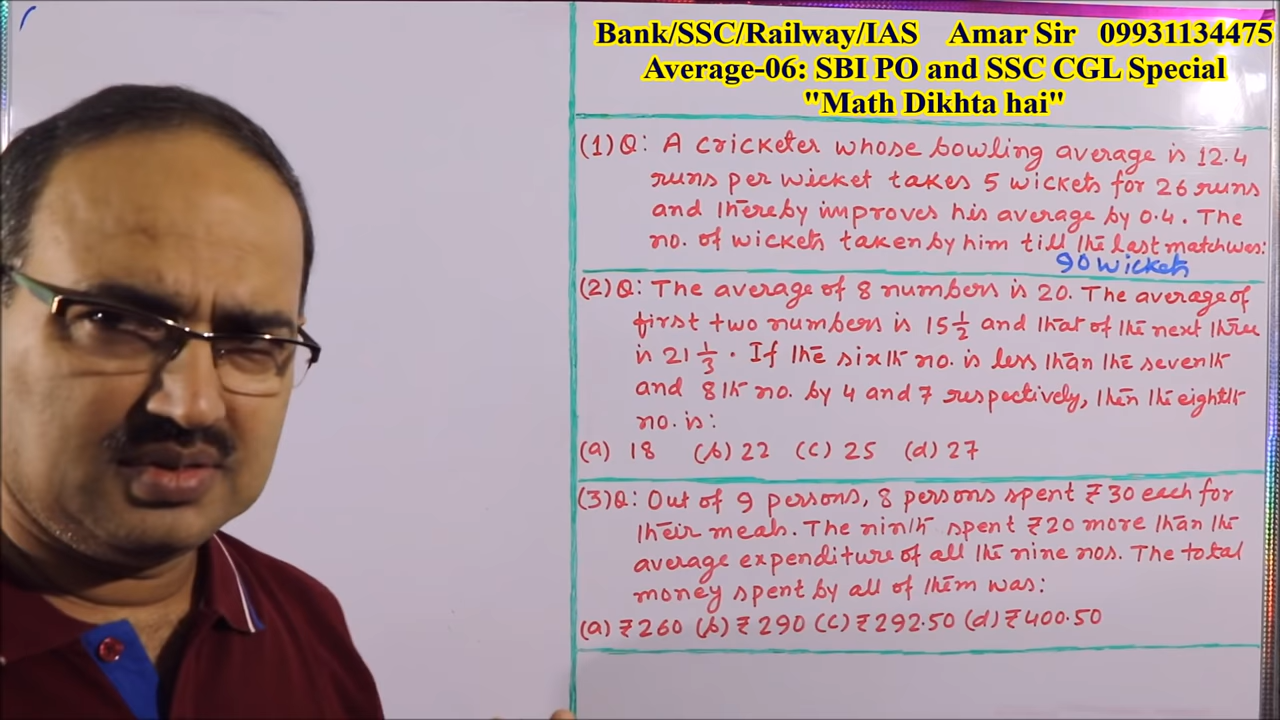 Bank/SSC/Railway/IAS Amar Sir 09931134475
Average-06: SBI PO and SSC CGL Special
"Math Dikhta hai"
(1) Q: A cricketer whose bowling average is 12.4
runs per wicket takes 5 wickets for 26 runs
and thereby improves his average by 0.4. The
no. of wickets taken by him till the last match was:
90 wickets
(2) Q: The average of 8 numbers is 20. The average of
first two numbers is 15 1/2 and that of the next three
is 21 1/3. If the sixth no. is less than the seventh
and 8th no. by 4 and 7 respectively, then the eighth
no. is:
(a) 18 (b) 22 (c) 25 (d) 27
(3) Q: Out of 9 persons, 8 persons spent ₹30 each for
their meals. The ninth spent ₹20 more than the
average expenditure of all the nine nos. The total
money spent by all of them was:
(a) ₹260 (b) ₹290 (c) ₹292.50 (d) ₹400.50